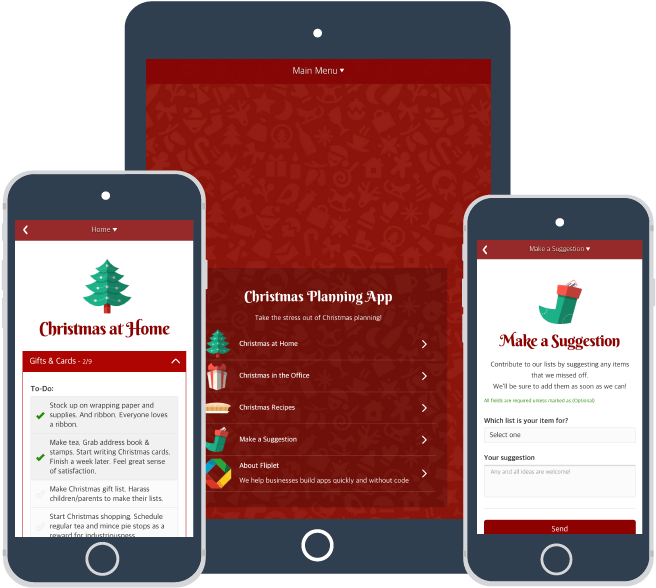 Main Menu ▾
Christmas Planning App
Take the stress out of Christmas planning!
Christmas at Home
Christmas in the Office
Christmas Recipes
Make a Suggestion
About Fliplet
We help businesses build apps quickly and without code
Home ▾
Christmas at Home
Gifts & Cards - 2/9
To-Do:
Stock up on wrapping paper and
supplies. And ribbon. Everyone loves
a ribbon.
Make tea. Grab address book &
stamps. Start writing Christmas cards.
Finish a week later. Feel great sense
of satisfaction.
Make Christmas gift list. Harass
children/parents to make their lists.
Start Christmas shopping. Schedule
regular tea and mince pie stops as a
reward for industriousness.
Make a Suggestion ▾
Make a Suggestion
Contribute to our lists by suggesting any items
that we missed off.
We'll be sure to add them as soon as we can!
All fields are required unless marked as (Optional)
Which list is your item for?
Select one
Your suggestion
Any and all ideas are welcome!
Send